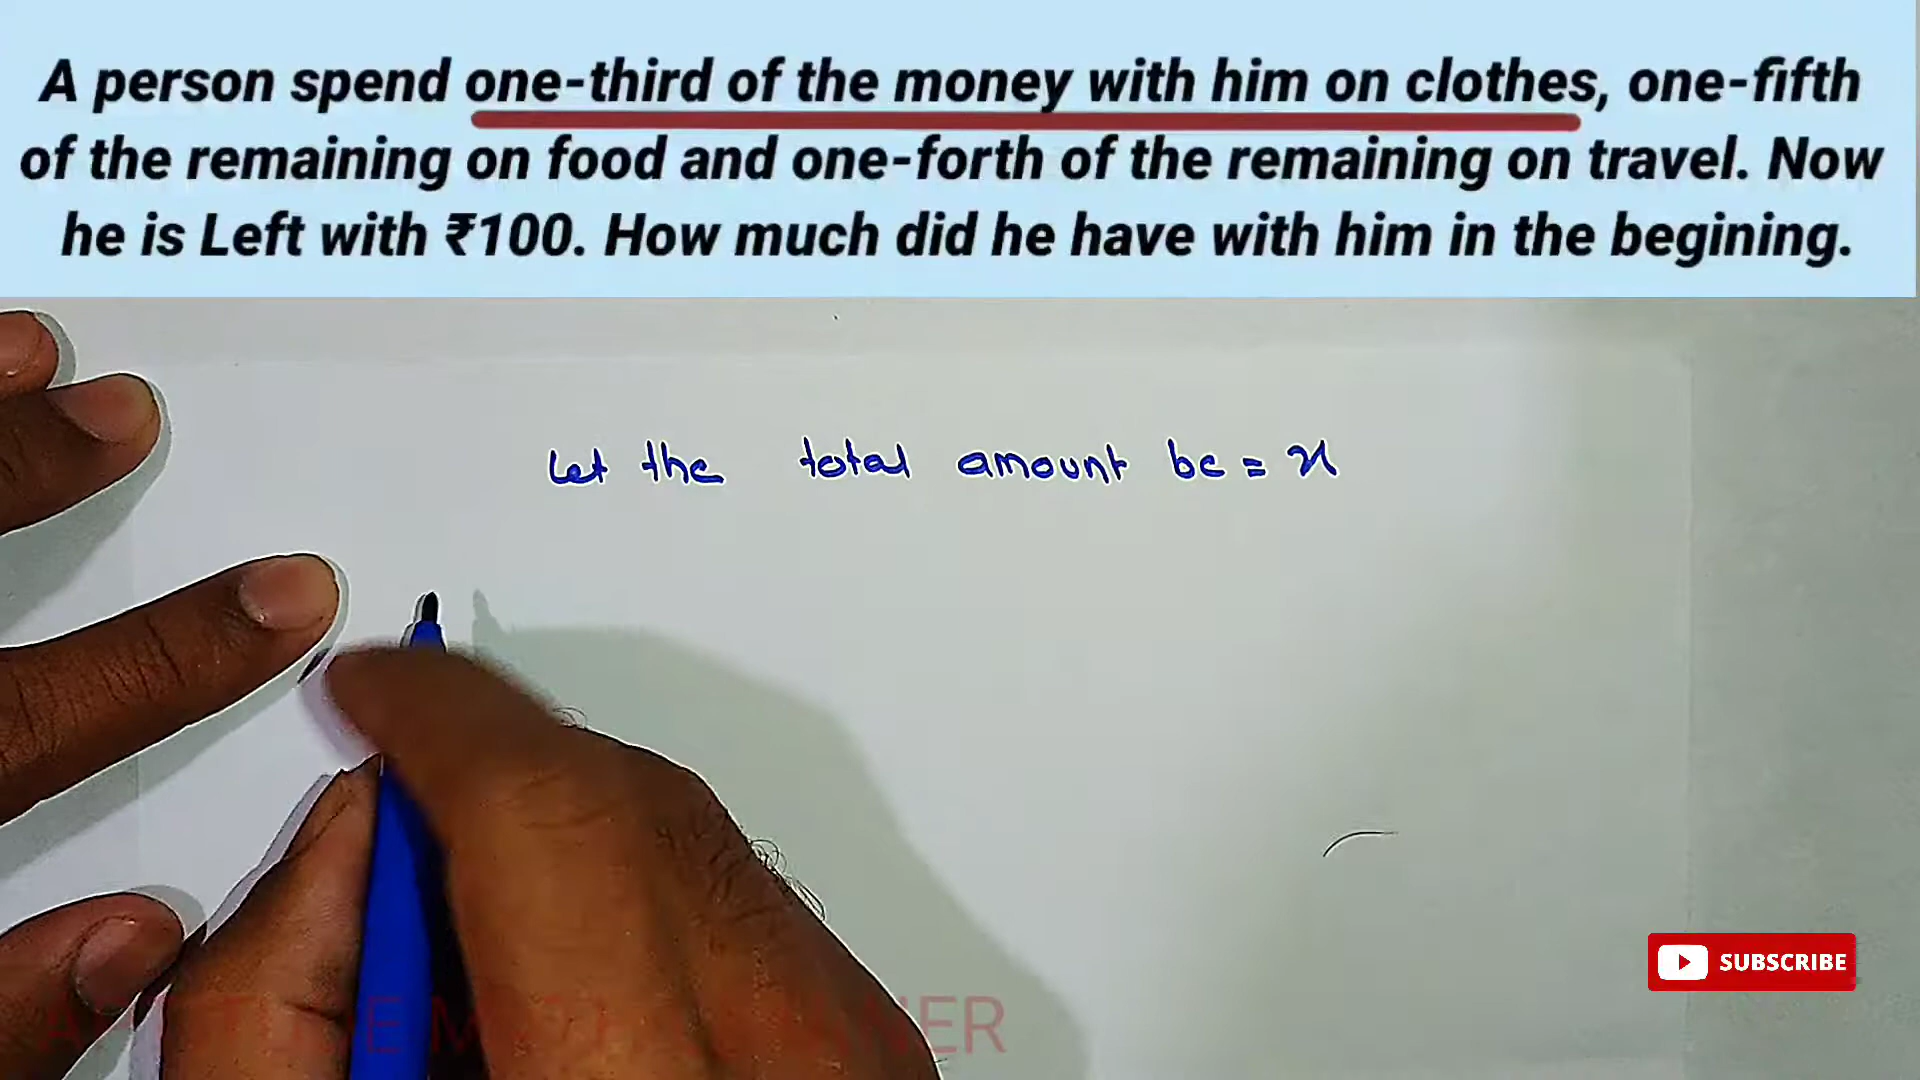 A person spend one-third of the money with him on clothes, one-fifth
of the remaining on food and one-forth of the remaining on travel. Now
he is Left with ₹100. How much did he have with him in the begining.
Let the total amount be = x
SUBSCRIBE